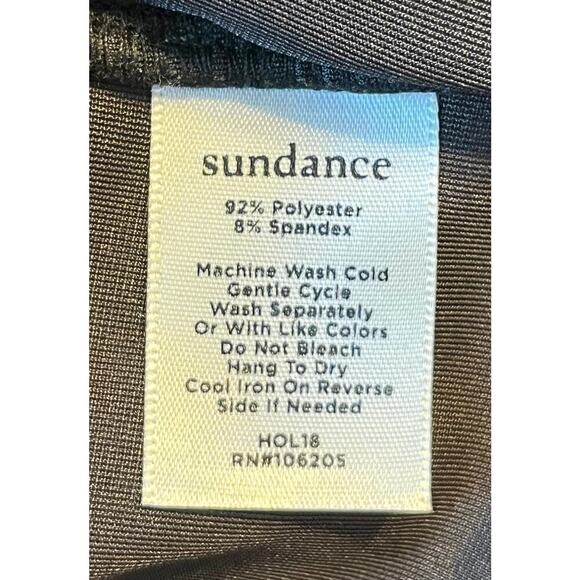 sundance
92% Polyester
8% Spandex
Machine Wash Cold
Gentle Cycle
Wash Separately
Or With Like Colors
Do Not Bleach
Hang To Dry
Cool Iron On Reverse
Side If Needed
HOL18
RN#106205